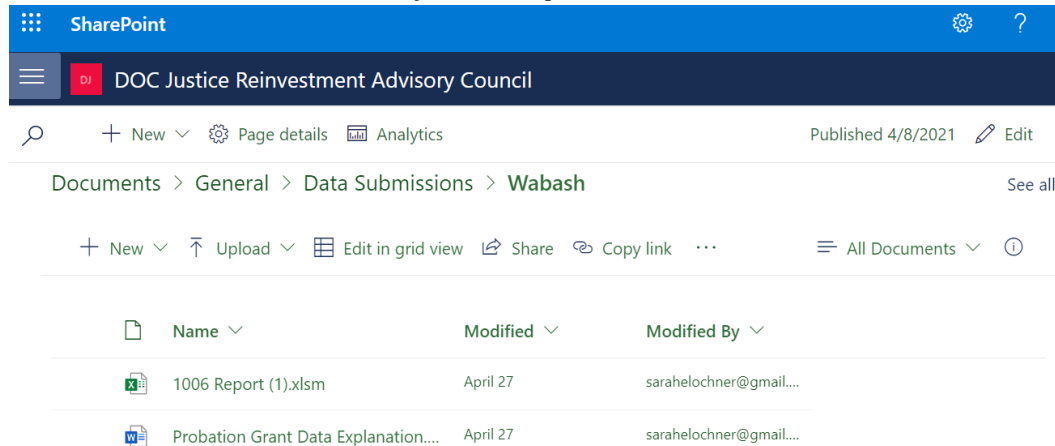 SharePoint ?
DJ DOC Justice Reinvestment Advisory Council
+ New Page details Analytics Published 4/8/2021 Edit
Documents > General > Data Submissions > Wabash See all
+ New Upload Edit in grid view Share Copy link ... All Documents
Name Modified Modified By
1006 Report (1).xlsm April 27 sarahelochner@gmail....
Probation Grant Data Explanation.... April 27 sarahelochner@gmail....